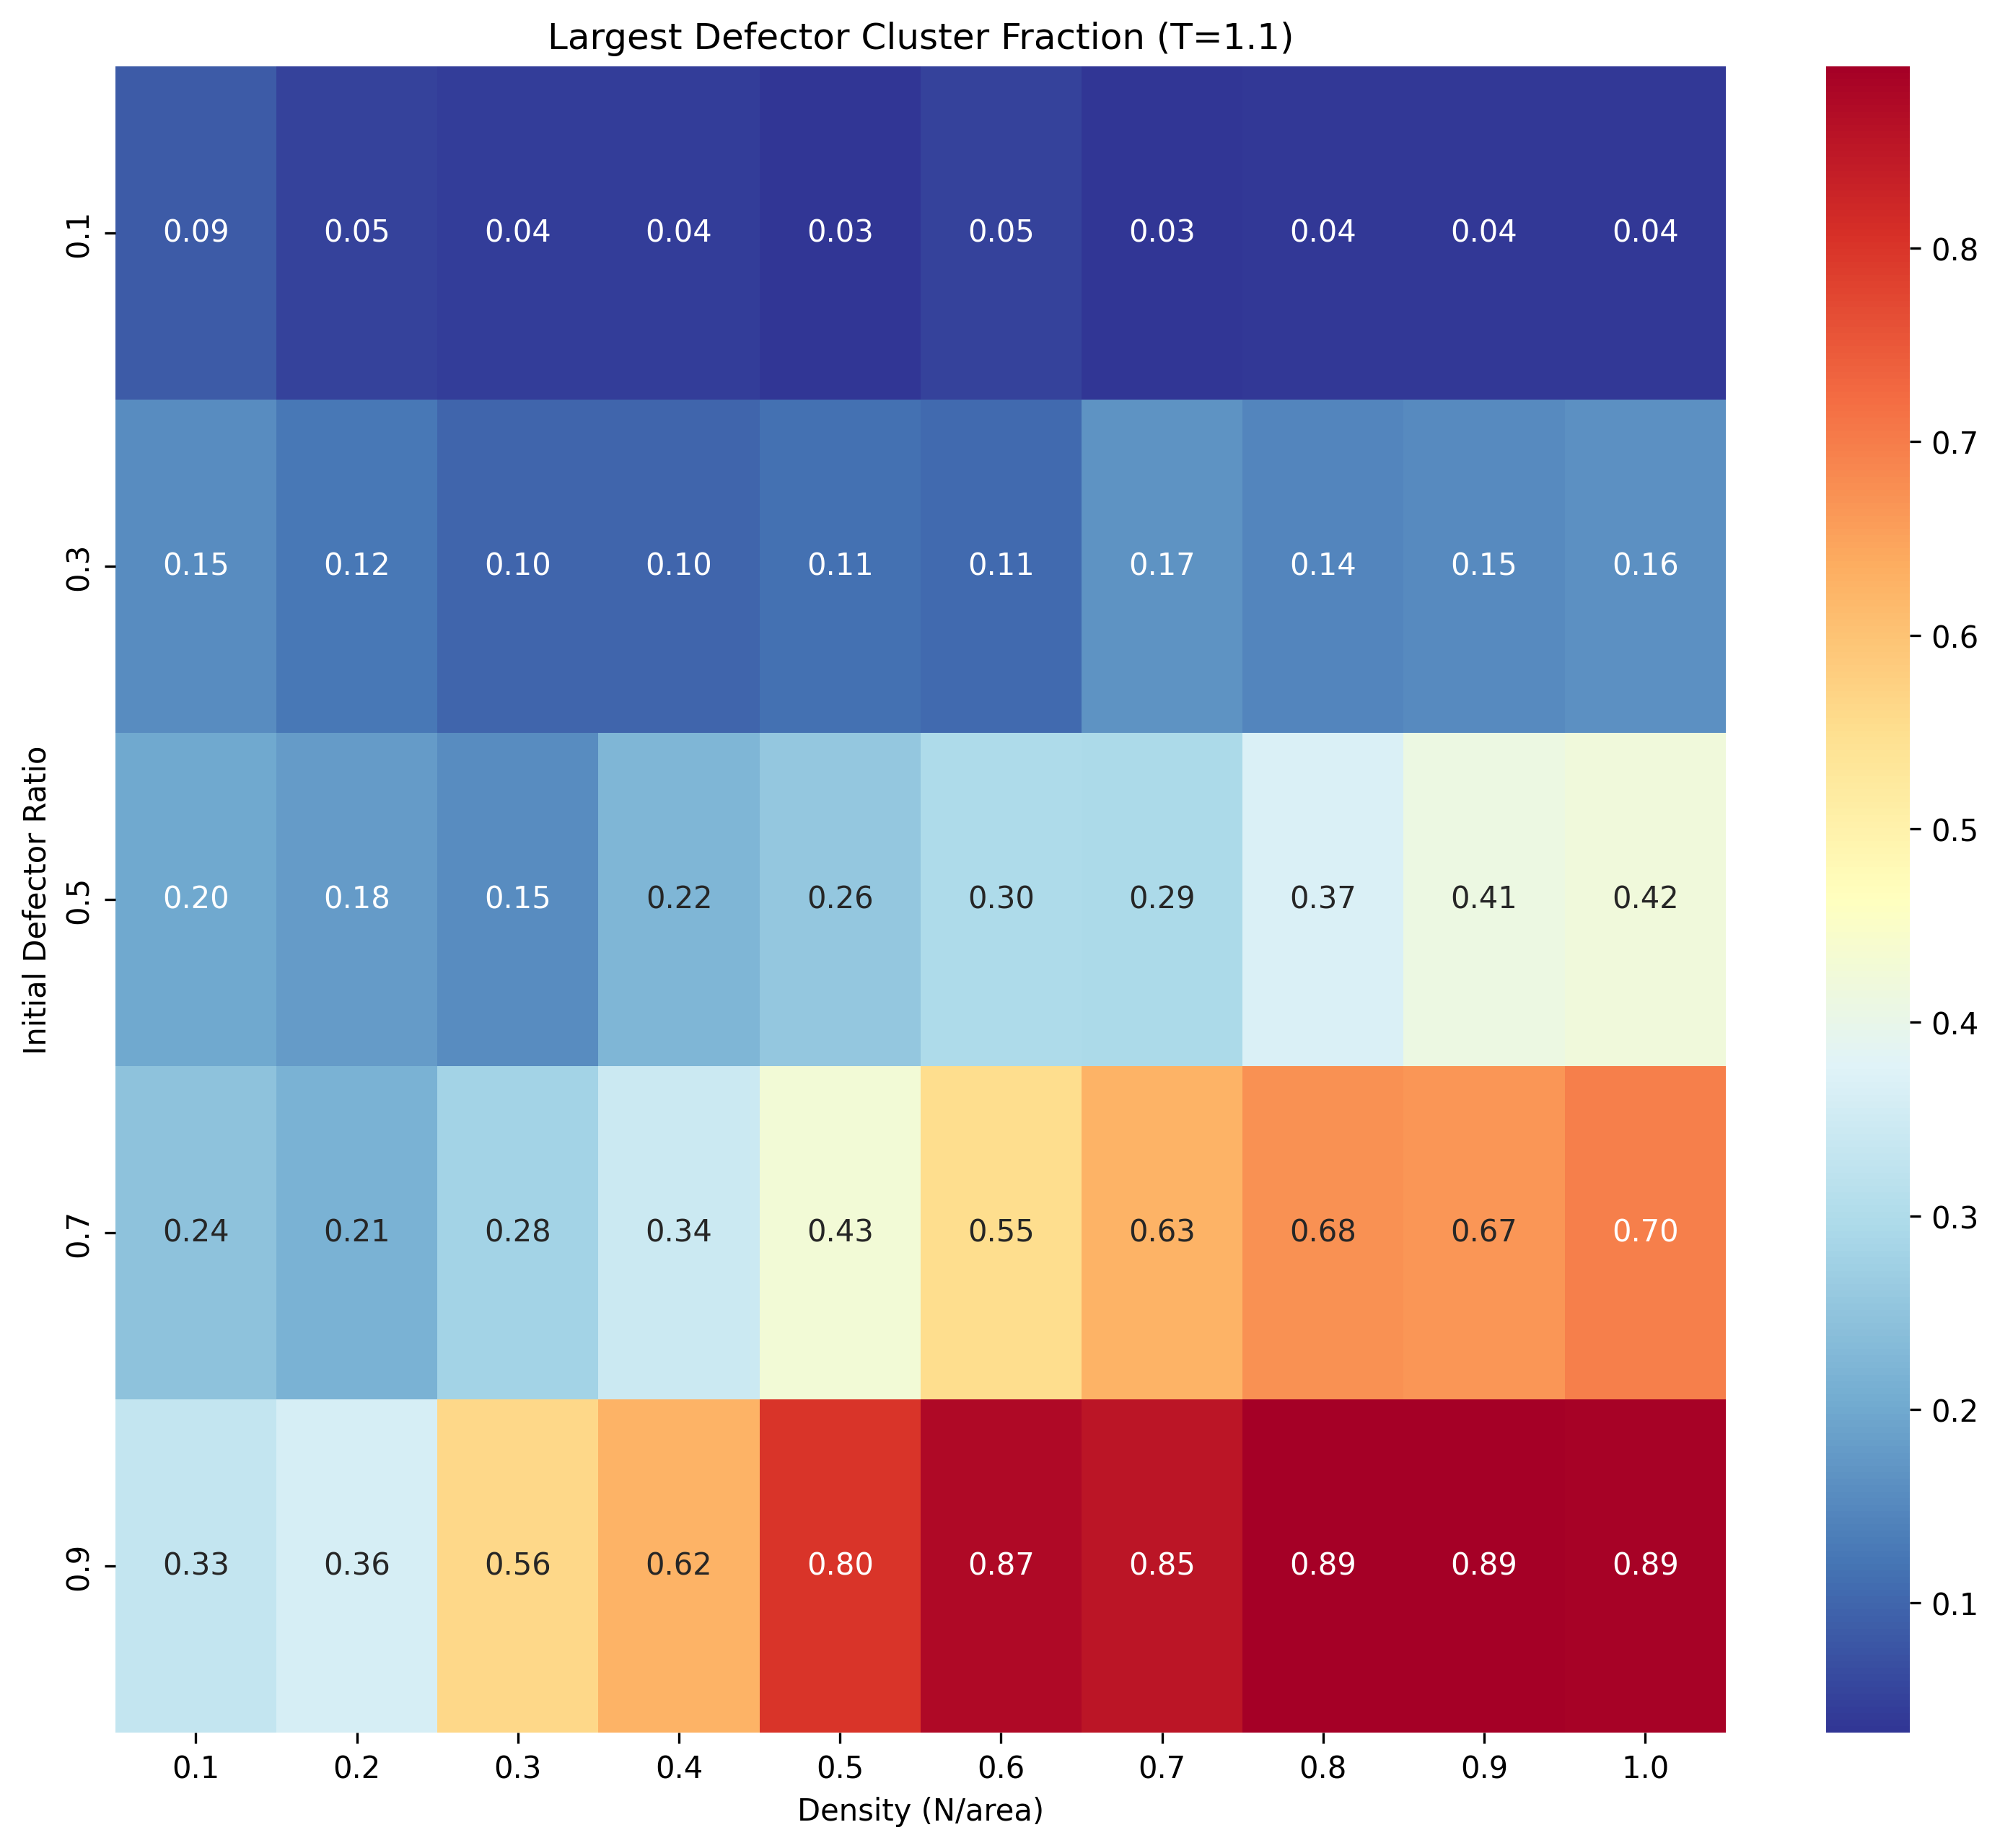 Largest Defector Cluster Fraction (T=1.1)
Initial Defector Ratio
0.1 0.09 0.05 0.04 0.04 0.03 0.05 0.03 0.04 0.04 0.04
0.3 0.15 0.12 0.10 0.10 0.11 0.11 0.17 0.14 0.15 0.16
0.5 0.20 0.18 0.15 0.22 0.26 0.30 0.29 0.37 0.41 0.42
0.7 0.24 0.21 0.28 0.34 0.43 0.55 0.63 0.68 0.67 0.70
0.9 0.33 0.36 0.56 0.62 0.80 0.87 0.85 0.89 0.89 0.89
0.1 0.2 0.3 0.4 0.5 0.6 0.7 0.8 0.9 1.0
Density (N/area)
0.8
0.7
0.6
0.5
0.4
0.3
0.2
0.1